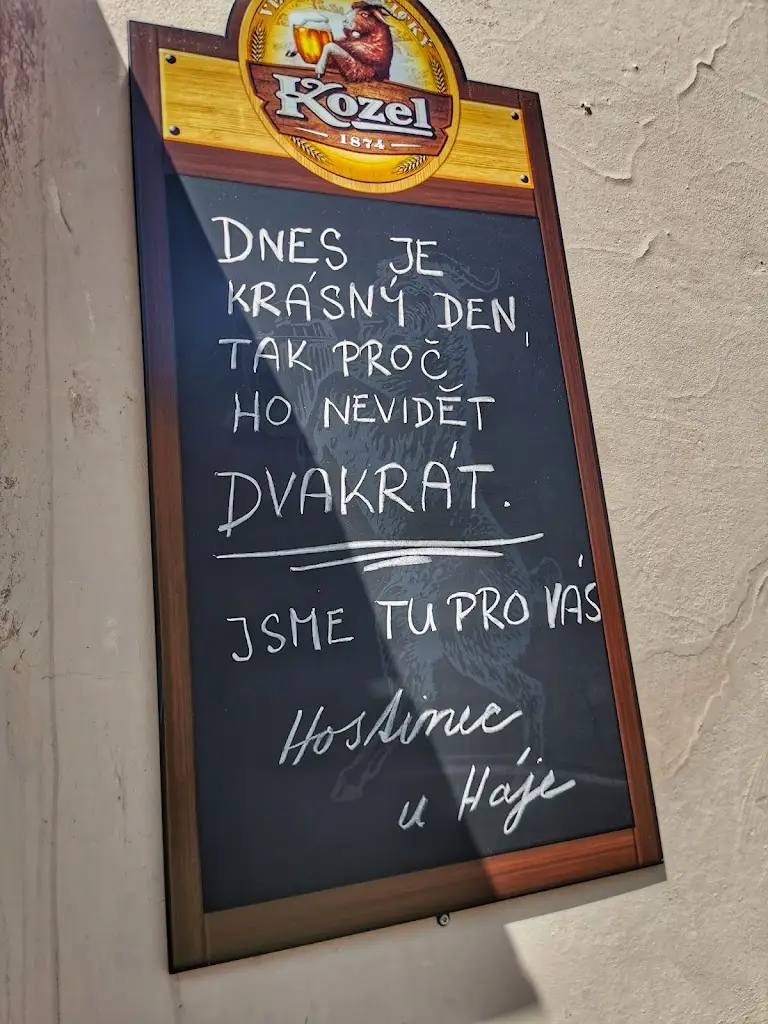 Kozel
1874
DNES JE
KRÁSNÝ DEN,
TAK PROČ
HO NEVIDĚT
DVAKRÁT.
JSME TU PRO VÁS
Hostinec
u Háje